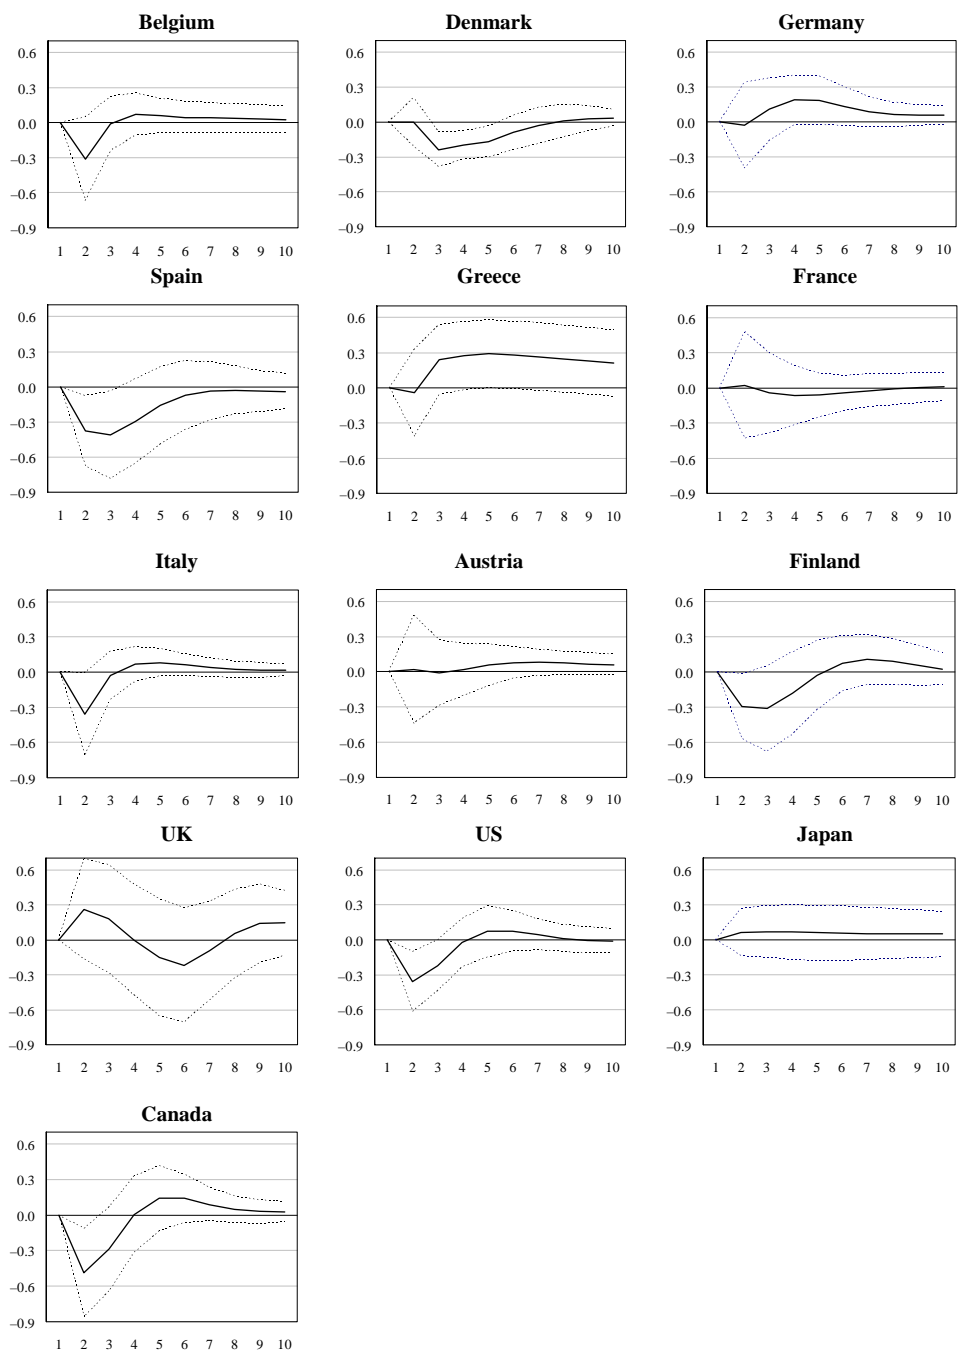 Belgium Denmark Germany
0.6 0.6 0.6
0.3 0.3 0.3
0.0 0.0 0.0
–0.3 –0.3 –0.3
–0.6 –0.6 –0.6
–0.9 –0.9 –0.9
1 2 3 4 5 6 7 8 9 10 1 2 3 4 5 6 7 8 9 10 1 2 3 4 5 6 7 8 9 10
Spain Greece France
0.6 0.6 0.6
0.3 0.3 0.3
0.0 0.0 0.0
–0.3 –0.3 –0.3
–0.6 –0.6 –0.6
–0.9 –0.9 –0.9
1 2 3 4 5 6 7 8 9 10 1 2 3 4 5 6 7 8 9 10 1 2 3 4 5 6 7 8 9 10
Italy Austria Finland
0.6 0.6 0.6
0.3 0.3 0.3
0.0 0.0 0.0
–0.3 –0.3 –0.3
–0.6 –0.6 –0.6
–0.9 –0.9 –0.9
1 2 3 4 5 6 7 8 9 10 1 2 3 4 5 6 7 8 9 10 1 2 3 4 5 6 7 8 9 10
UK US Japan
0.6 0.6 0.6
0.3 0.3 0.3
0.0 0.0 0.0
–0.3 –0.3 –0.3
–0.6 –0.6 –0.6
–0.9 –0.9 –0.9
1 2 3 4 5 6 7 8 9 10 1 2 3 4 5 6 7 8 9 10 1 2 3 4 5 6 7 8 9 10
Canada
0.6
0.3
0.0
–0.3
–0.6
–0.9
1 2 3 4 5 6 7 8 9 10